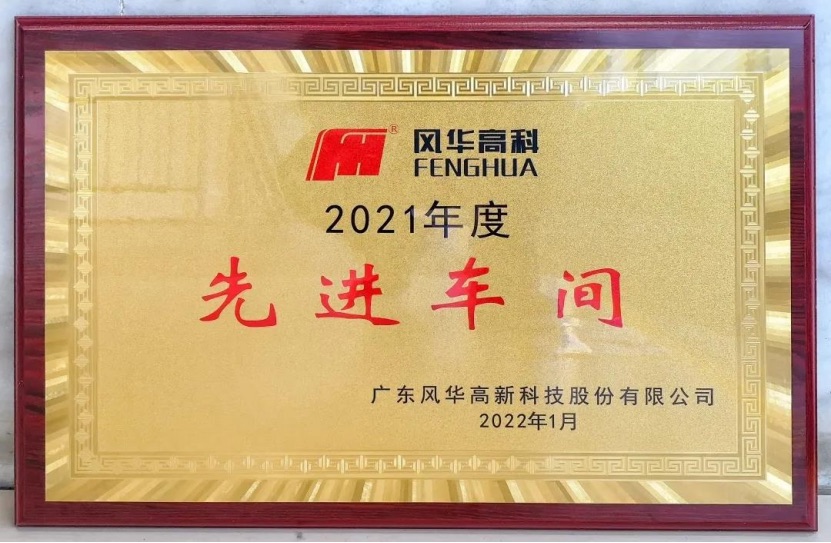 风华高科
FENGHUA
2021年度
先进车间
广东风华高新科技股份有限公司
2022年1月